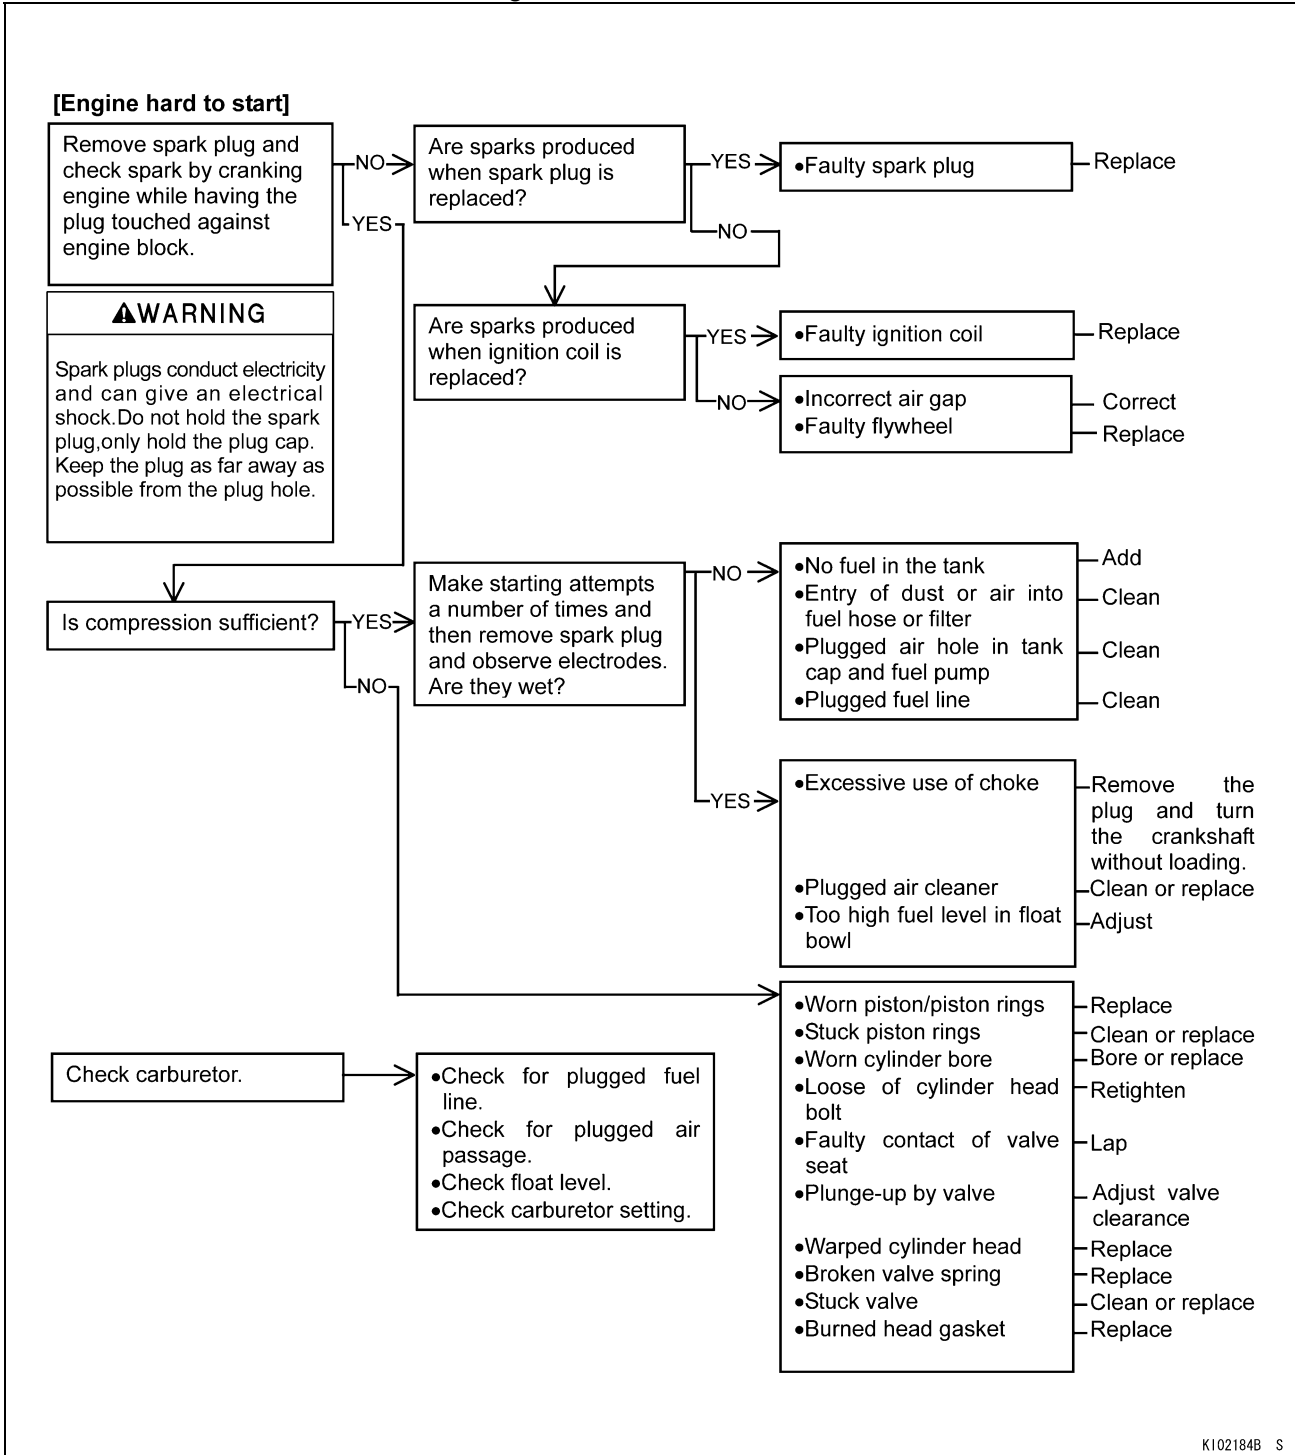 [Engine hard to start]
Remove spark plug and
check spark by cranking
engine while having the
plug touched against
engine block.
NO
YES
Are sparks produced
when spark plug is
replaced?
YES
NO
•Faulty spark plug
Replace
⚠WARNING
Spark plugs conduct electricity
and can give an electrical
shock.Do not hold the spark
plug,only hold the plug cap.
Keep the plug as far away as
possible from the plug hole.
Are sparks produced
when ignition coil is
replaced?
YES
NO
•Faulty ignition coil
Replace
•Incorrect air gap
Correct
•Faulty flywheel
Replace
Is compression sufficient?
YES
NO
Make starting attempts
a number of times and
then remove spark plug
and observe electrodes.
Are they wet?
NO
YES
•No fuel in the tank
Add
•Entry of dust or air into
fuel hose or filter
Clean
•Plugged air hole in tank
cap and fuel pump
Clean
•Plugged fuel line
Clean
•Excessive use of choke
Remove the
plug and turn
the crankshaft
without loading.
•Plugged air cleaner
Clean or replace
•Too high fuel level in float
bowl
Adjust
•Worn piston/piston rings
Replace
•Stuck piston rings
Clean or replace
•Worn cylinder bore
Bore or replace
•Loose of cylinder head
bolt
Retighten
•Faulty contact of valve
seat
Lap
•Plunge-up by valve
Adjust valve
clearance
•Warped cylinder head
Replace
•Broken valve spring
Replace
•Stuck valve
Clean or replace
•Burned head gasket
Replace
Check carburetor.
•Check for plugged fuel
line.
•Check for plugged air
passage.
•Check float level.
•Check carburetor setting.
KI02184B S